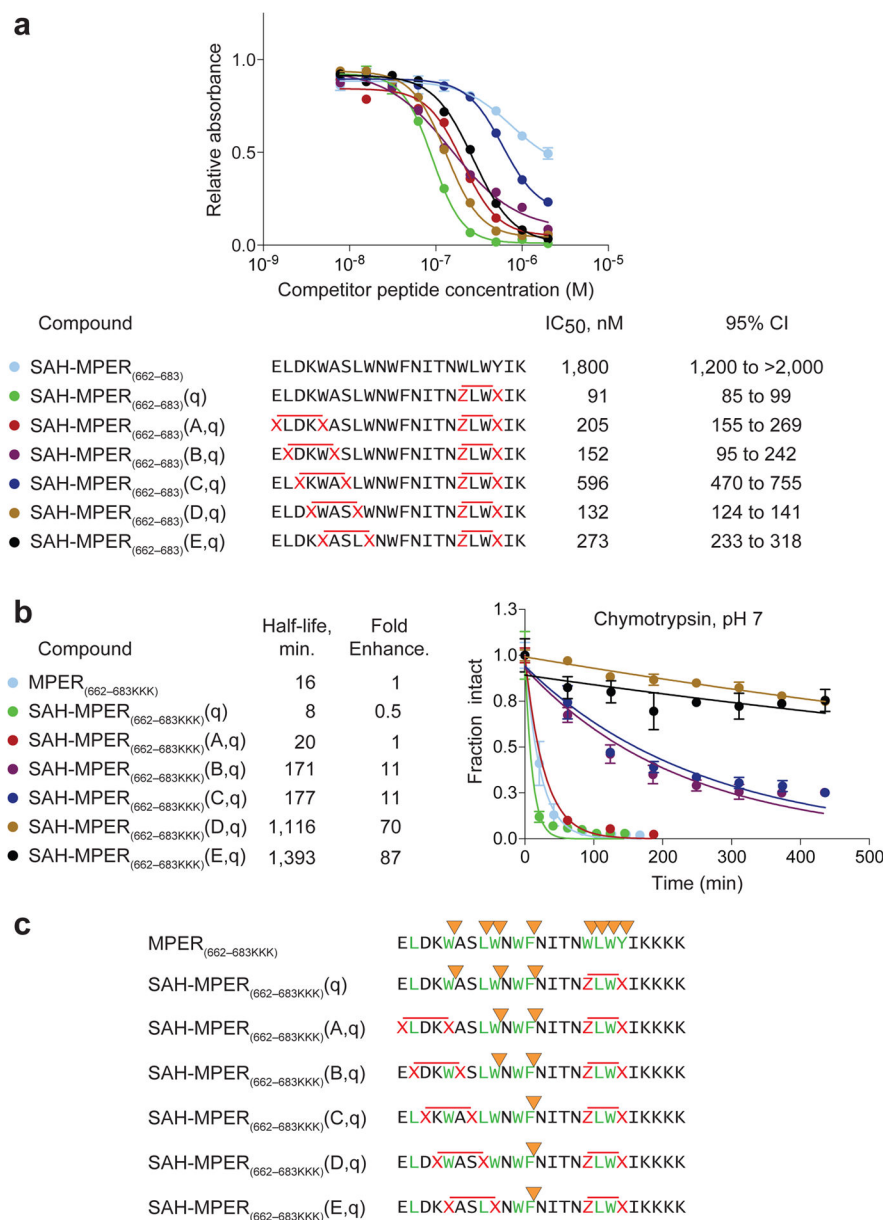 a
1.0
0.5
0.0
Relative absorbance
10-9 10-8 10-7 10-6 10-5
Competitor peptide concentration (M)
Compound IC50, nM 95% CI
SAH-MPER(662–683) ELDKWASLWNWFNITNWLWYIK 1,800 1,200 to >2,000
SAH-MPER(662–683)(q) ELDKWASLWNWFNITNZLWXIK 91 85 to 99
SAH-MPER(662–683)(A,q) XLDKXASLWNWFNITNZLWXIK 205 155 to 269
SAH-MPER(662–683)(B,q) EXDKWXSLWNWFNITNZLWXIK 152 95 to 242
SAH-MPER(662–683)(C,q) ELXKWAXLWNWFNITNZLWXIK 596 470 to 755
SAH-MPER(662–683)(D,q) ELDXWASXWNWFNITNZLWXIK 132 124 to 141
SAH-MPER(662–683)(E,q) ELDKXASLXNWFNITNZLWXIK 273 233 to 318
b
Compound Half-life, min. Fold Enhance.
MPER(662–683KKK) 16 1
SAH-MPER(662–683KKK)(q) 8 0.5
SAH-MPER(662–683KKK)(A,q) 20 1
SAH-MPER(662–683KKK)(B,q) 171 11
SAH-MPER(662–683KKK)(C,q) 177 11
SAH-MPER(662–683KKK)(D,q) 1,116 70
SAH-MPER(662–683KKK)(E,q) 1,393 87
Chymotrypsin, pH 7
1.3
1.0
0.8
0.5
0.3
0.0
Fraction intact
0 100 200 300 400 500
Time (min)
c
MPER(662–683KKK) ELDKWASLWNWFNITNWLWYIKKKK
SAH-MPER(662–683KKK)(q) ELDKWASLWNWFNITNZLWXIKKKK
SAH-MPER(662–683KKK)(A,q) XLDKXASLWNWFNITNZLWXIKKKK
SAH-MPER(662–683KKK)(B,q) EXDKWXSLWNWFNITNZLWXIKKKK
SAH-MPER(662–683KKK)(C,q) ELXKWAXLWNWFNITNZLWXIKKKK
SAH-MPER(662–683KKK)(D,q) ELDXWASXWNWFNITNZLWXIKKKK
SAH-MPER(662–683KKK)(E,q) ELDKXASLXNWFNITNZLWXIKKKK